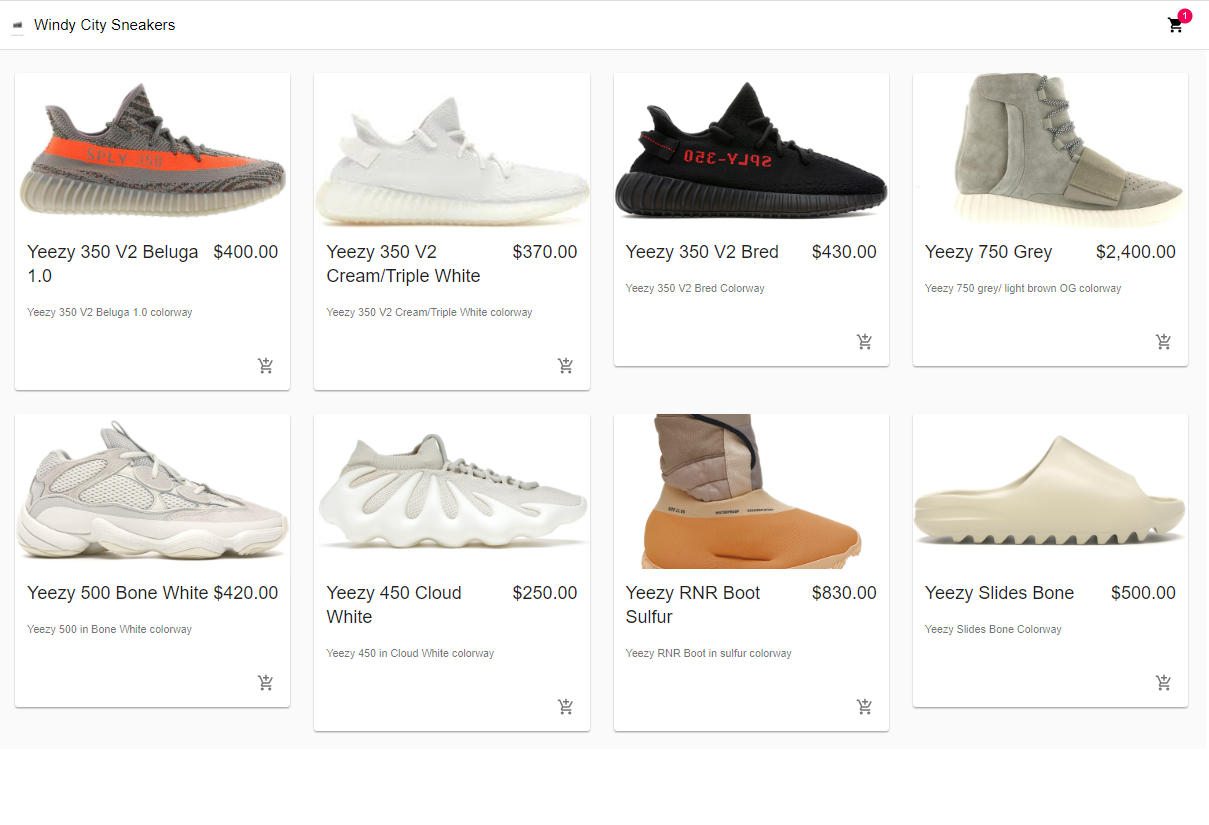 Windy City Sneakers
1
SPLY-350
SPLY-350
Yeezy 350 V2 Beluga $400.00
1.0
Yeezy 350 V2 Beluga 1.0 colorway
Yeezy 350 V2 $370.00
Cream/Triple White
Yeezy 350 V2 Cream/Triple White colorway
Yeezy 350 V2 Bred $430.00
Yeezy 350 V2 Bred Colorway
Yeezy 750 Grey $2,400.00
Yeezy 750 grey/ light brown OG colorway
WATERPROOF
Yeezy 500 Bone White $420.00
Yeezy 500 in Bone White colorway
Yeezy 450 Cloud $250.00
White
Yeezy 450 in Cloud White colorway
Yeezy RNR Boot $830.00
Sulfur
Yeezy RNR Boot in sulfur colorway
Yeezy Slides Bone $500.00
Yeezy Slides Bone Colorway